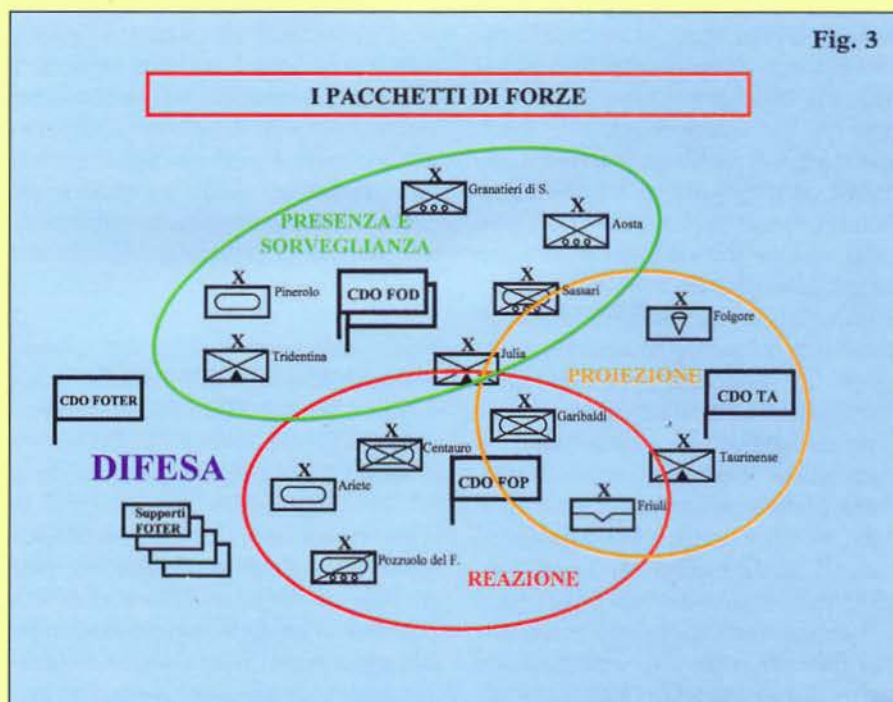 Fig. 3
I PACCHETTI DI FORZE
X
Granatieri di S.
X
Aosta
PRESENZA E
SORVEGLIANZA
X
Pinerolo
CDO FOD
X
Sassari
X
Folgore
X
Tridentina
X
Julia
PROIEZIONE
CDO TA
CDO FOTER
X
Garibaldi
X
Centauro
X
Taurinense
DIFESA
X
Ariete
CDO FOP
X
Friuli
Supporti
FOTER
X
Pozzuolo del F.
REAZIONE